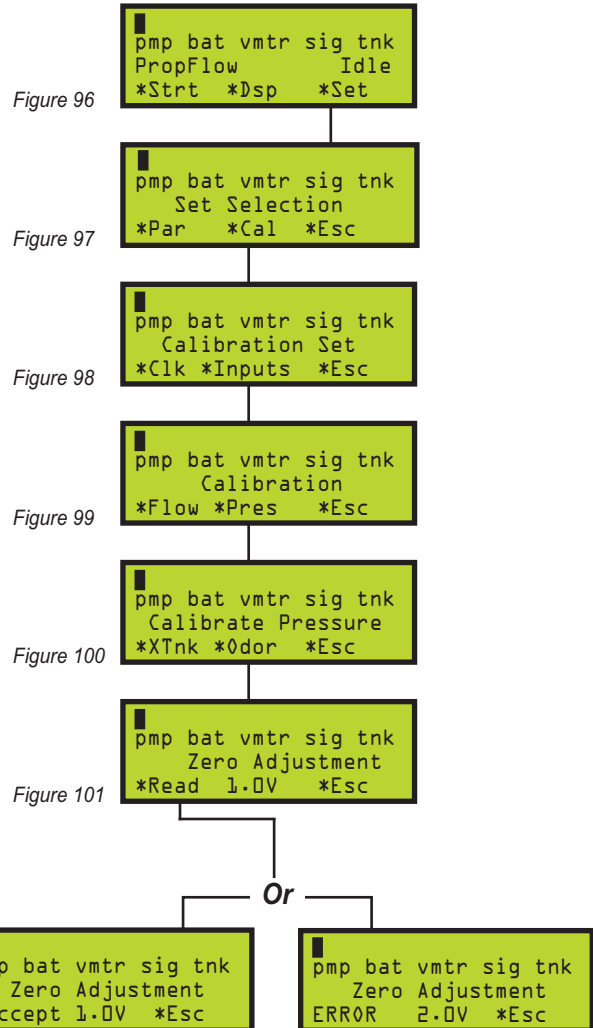 pmp bat vmtr sig tnk
PropFlow Idle
*Strt *Dsp *Set
Figure 96
pmp bat vmtr sig tnk
Set Selection
*Par *Cal *Esc
Figure 97
pmp bat vmtr sig tnk
Calibration Set
*Clk *Inputs *Esc
Figure 98
pmp bat vmtr sig tnk
Calibration
*Flow *Pres *Esc
Figure 99
pmp bat vmtr sig tnk
Calibrate Pressure
*XTnk *Odor *Esc
Figure 100
pmp bat vmtr sig tnk
Zero Adjustment
*Read 1.0V *Esc
Figure 101
Or
bat vmtr sig tnk
Zero Adjustment
1.0V *Esc
pmp bat vmtr sig tnk
Zero Adjustment
ERROR 2.0V *Esc